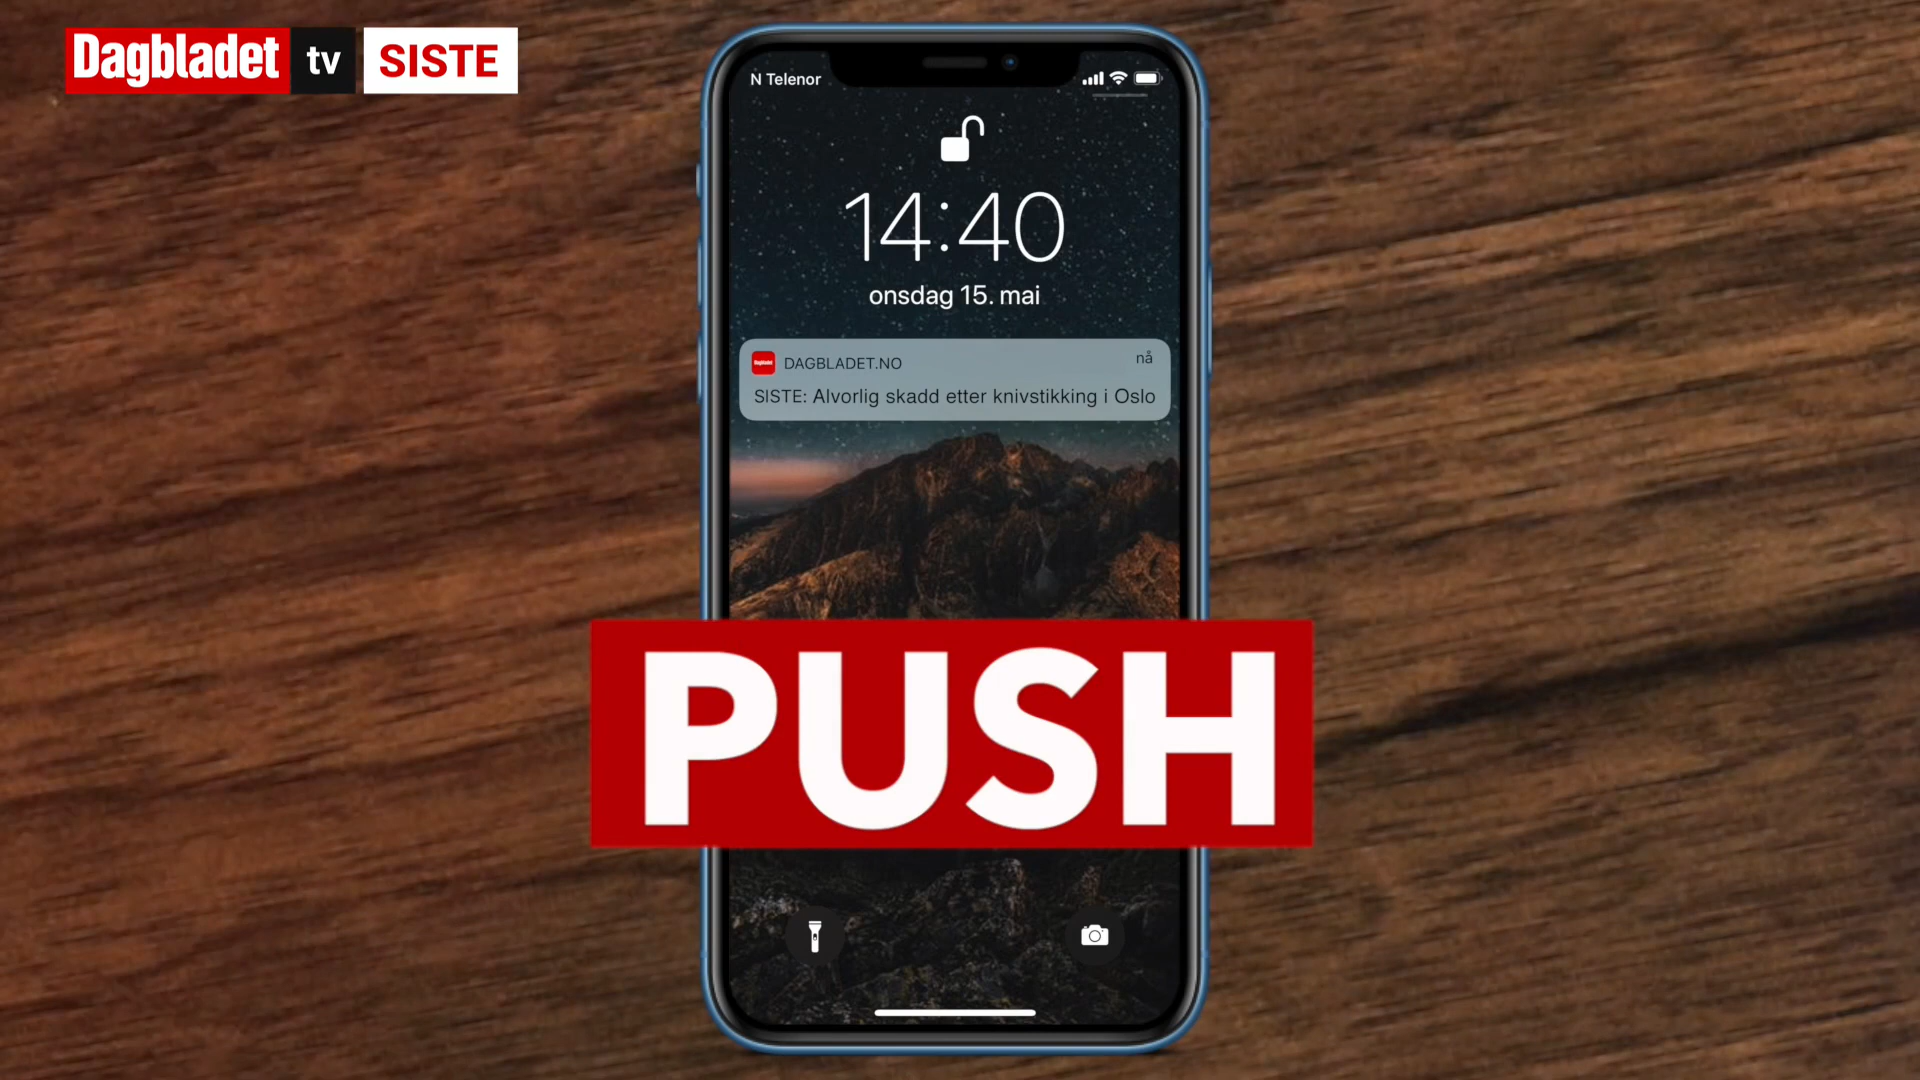 Dagbladet tv SISTE
N Telenor
14:40
onsdag 15. mai
Dagbladet DAGBLADET.NO nå
SISTE: Alvorlig skadd etter knivstikking i Oslo
PUSH